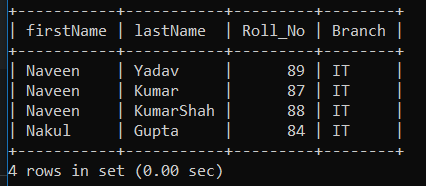 +-----------+-----------+---------+--------+
| firstName | lastName  | Roll_No | Branch |
+-----------+-----------+---------+--------+
| Naveen    | Yadav     |      89 | IT     |
| Naveen    | Kumar     |      87 | IT     |
| Naveen    | KumarShah |      88 | IT     |
| Nakul     | Gupta     |      84 | IT     |
+-----------+-----------+---------+--------+
4 rows in set (0.00 sec)